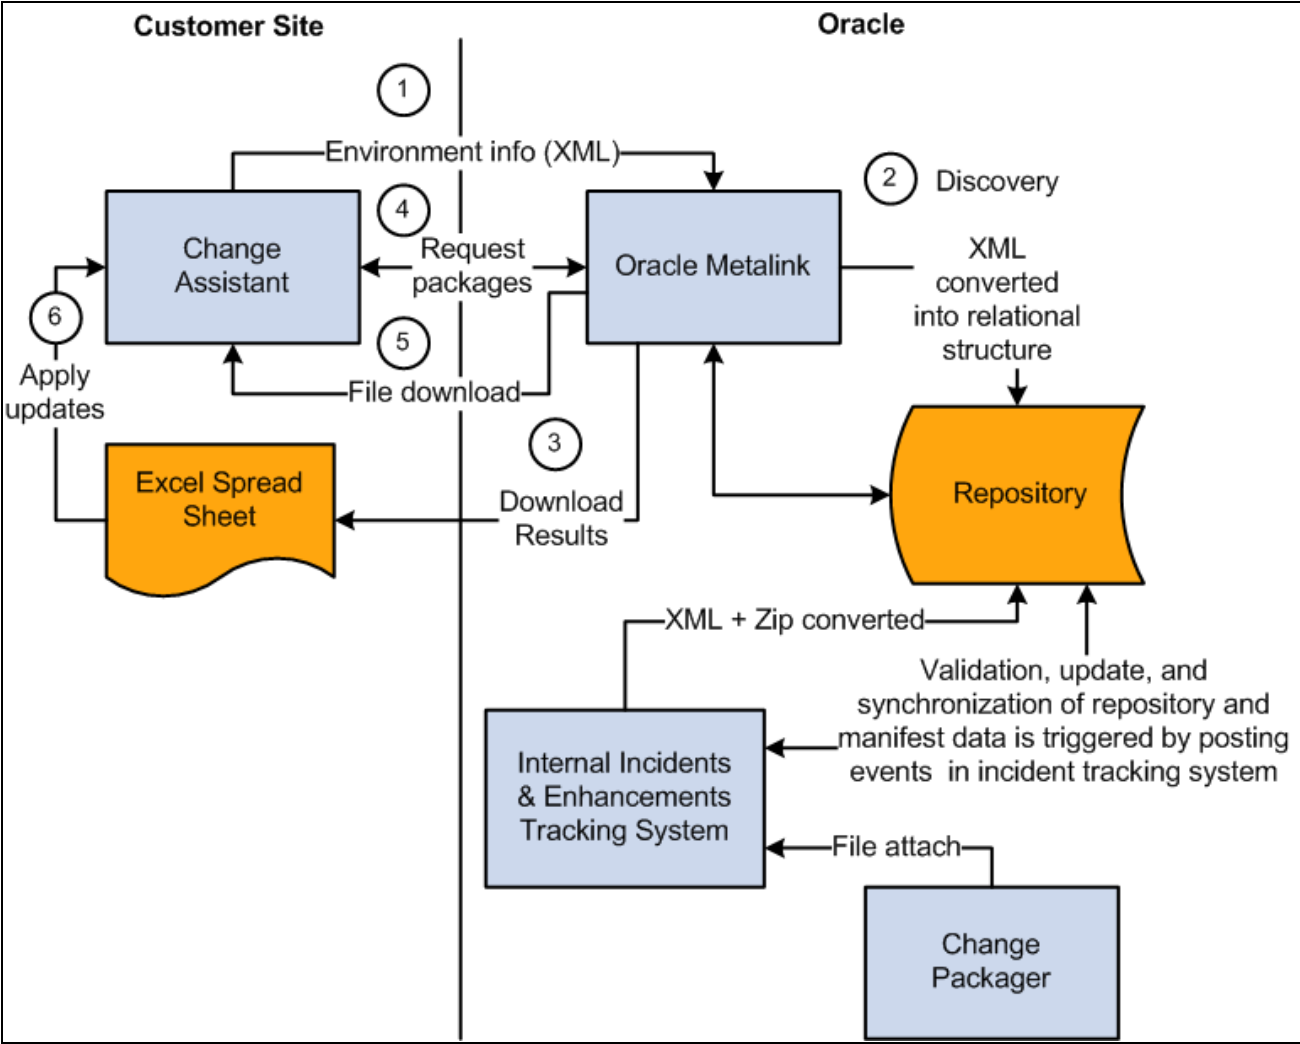 Customer Site
Oracle
1
Environment info (XML)
2
Discovery
4
Change
Assistant
Request
packages
Oracle Metalink
XML
converted
into relational
structure
6
5
Apply
updates
File download
3
Excel Spread
Sheet
Download
Results
Repository
XML + Zip converted
Validation, update, and
synchronization of repository and
manifest data is triggered by posting
events in incident tracking system
Internal Incidents
& Enhancements
Tracking System
File attach
Change
Packager